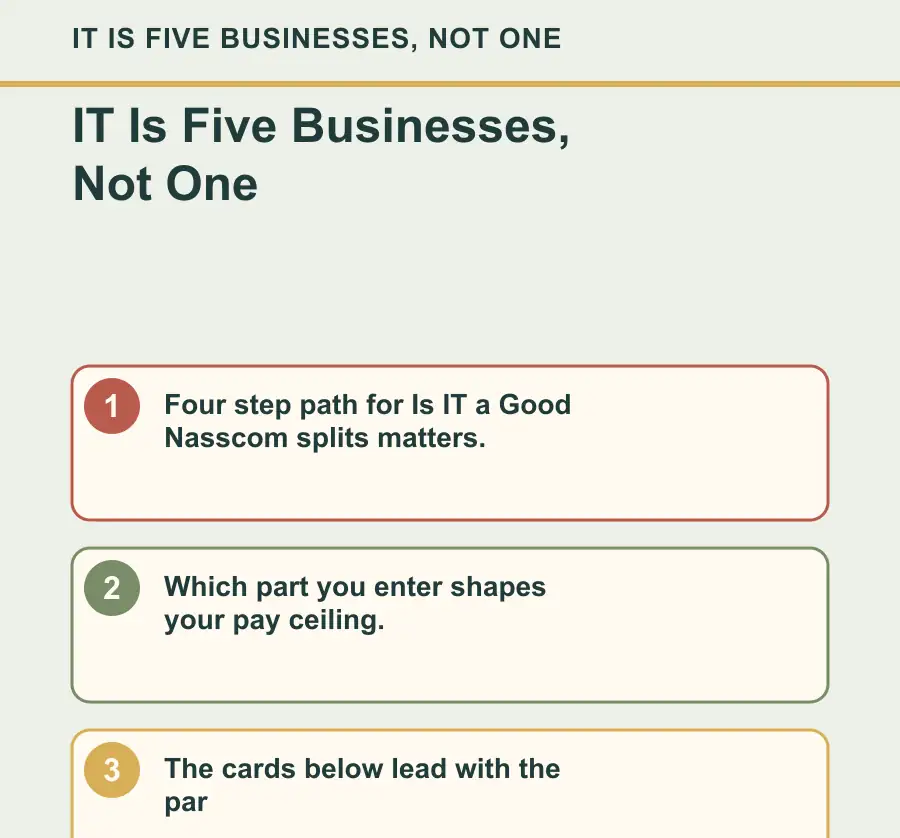 IT IS FIVE BUSINESSES, NOT ONE
IT Is Five Businesses,
Not One
1
Four step path for Is IT a Good
Nasscom splits matters.
2
Which part you enter shapes
your pay ceiling.
3
The cards below lead with the
par